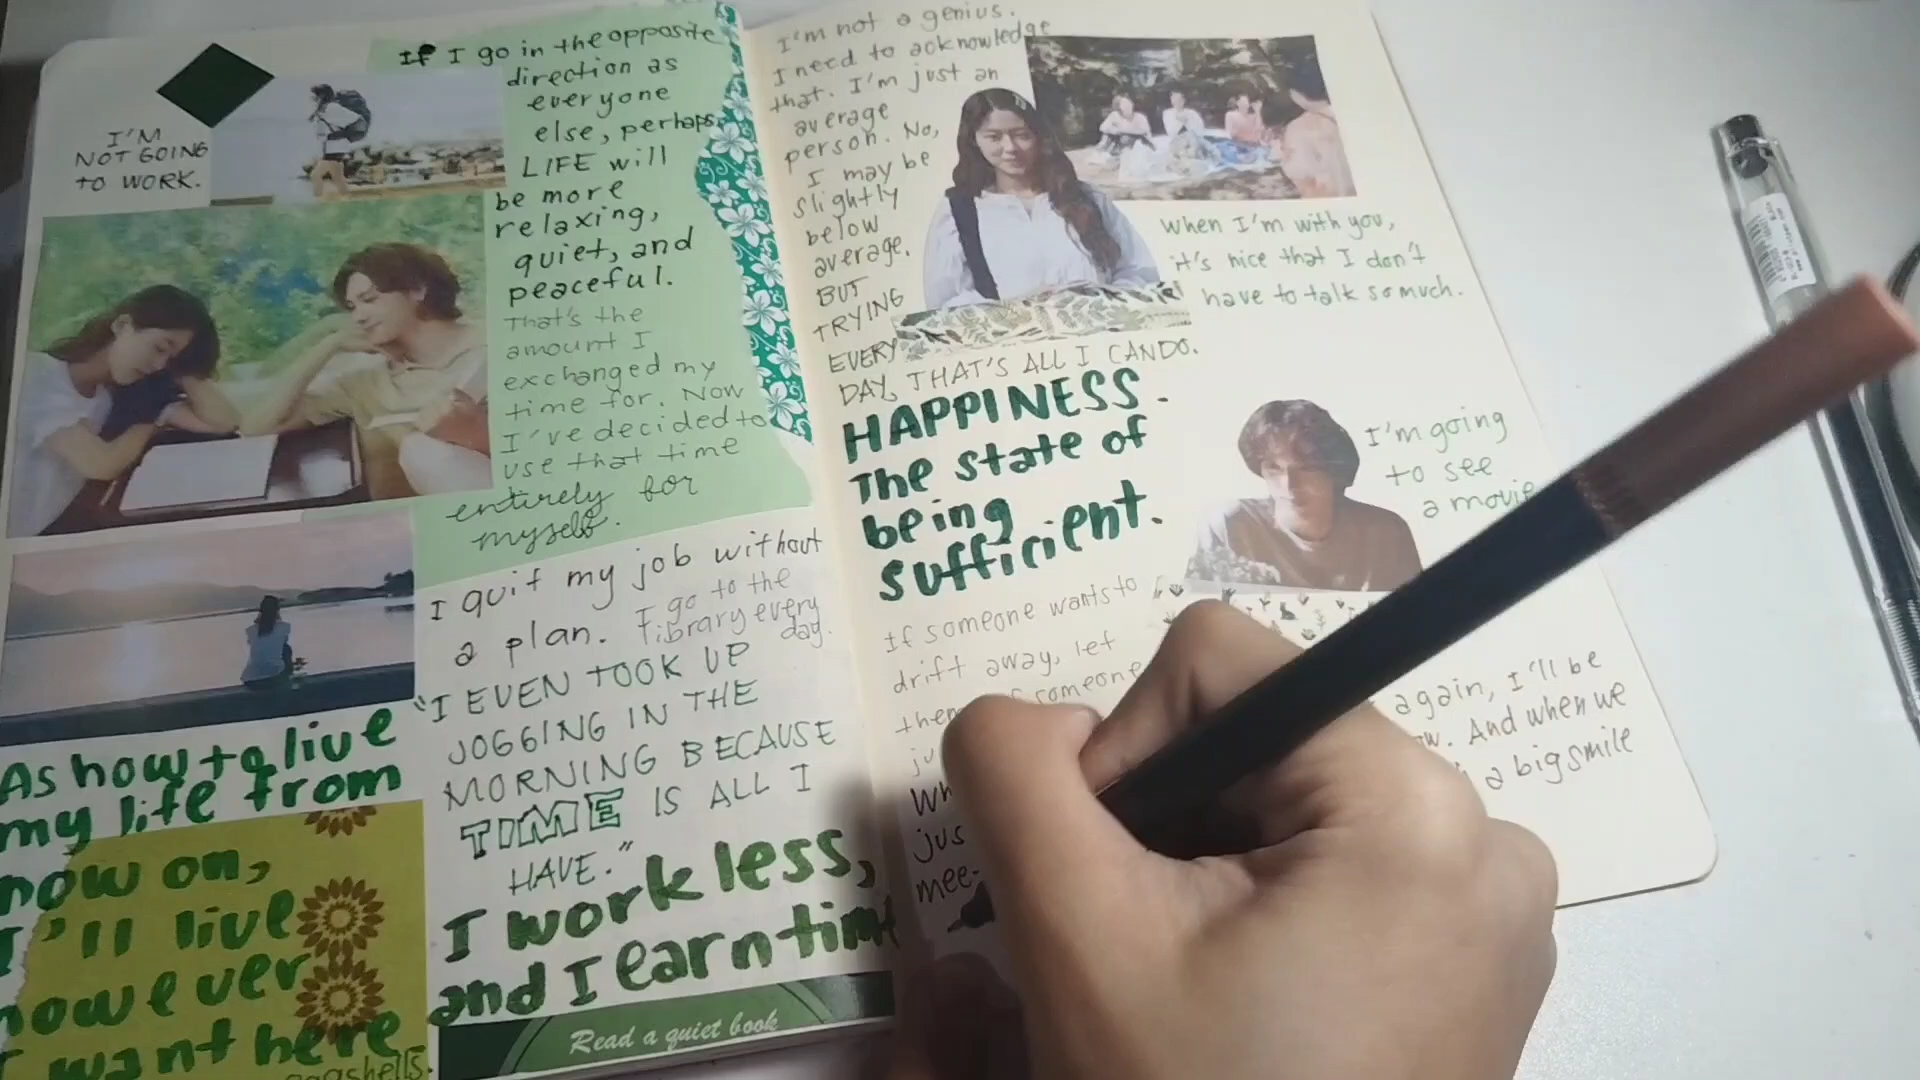 I'M
NOT GOING
TO WORK.
If I go in the opposite
direction as
everyone
else, perhaps,
LIFE will
be more
relaxing,
quiet, and
peaceful.
That's the
amount I
exchanged my
time for. Now
I've decided to
use that time
entirely for
myself.
I quit my job without
a plan. I go to the
library every
day.
"I EVEN TOOK UP
JOGGING IN THE
MORNING BECAUSE
TIME IS ALL I
HAVE."
I work less,
and I earn time
Read a quiet book
As how to live
my life from
now on,
I'll live
however
I want here
eggshells.
I'm not a genius.
I need to acknowledge
that. I'm just an
average
person. No,
I may be
slightly
below
average.
BUT
TRYING
EVERY
DAY, THAT'S ALL I CAN DO.
When I'm with you,
it's nice that I don't
have to talk so much.
HAPPINESS.
The state of
being
sufficient.
I'm going
to see
a movie
If someone wants to
drift away, let
them someone
again, I'll be
And when we
a big smile